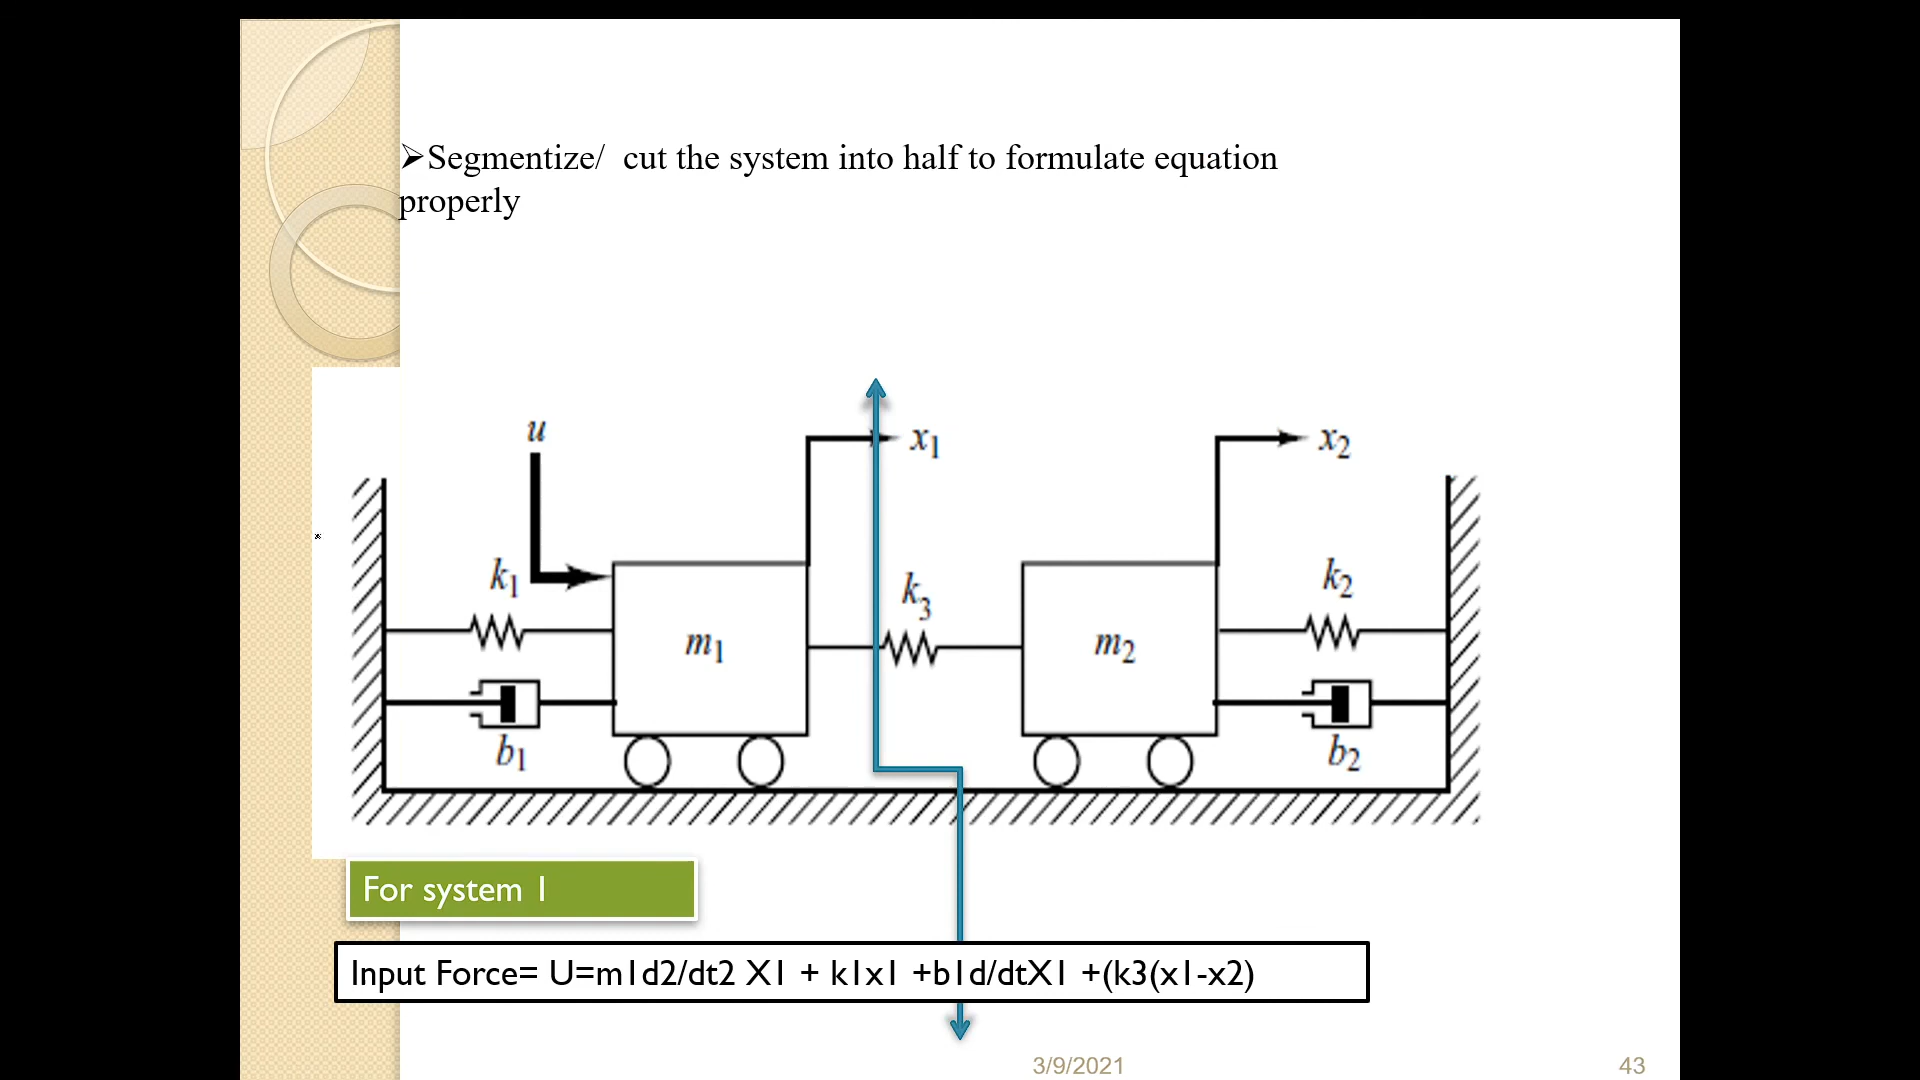 ➢Segmentize/ cut the system into half to formulate equation
properly
u
x1
x2
k1
k3
k2
m1
m2
b1
b2
For system 1
Input Force= U=m1d2/dt2 X1 + k1x1 +b1d/dtX1 +(k3(x1-x2)
3/9/2021
43